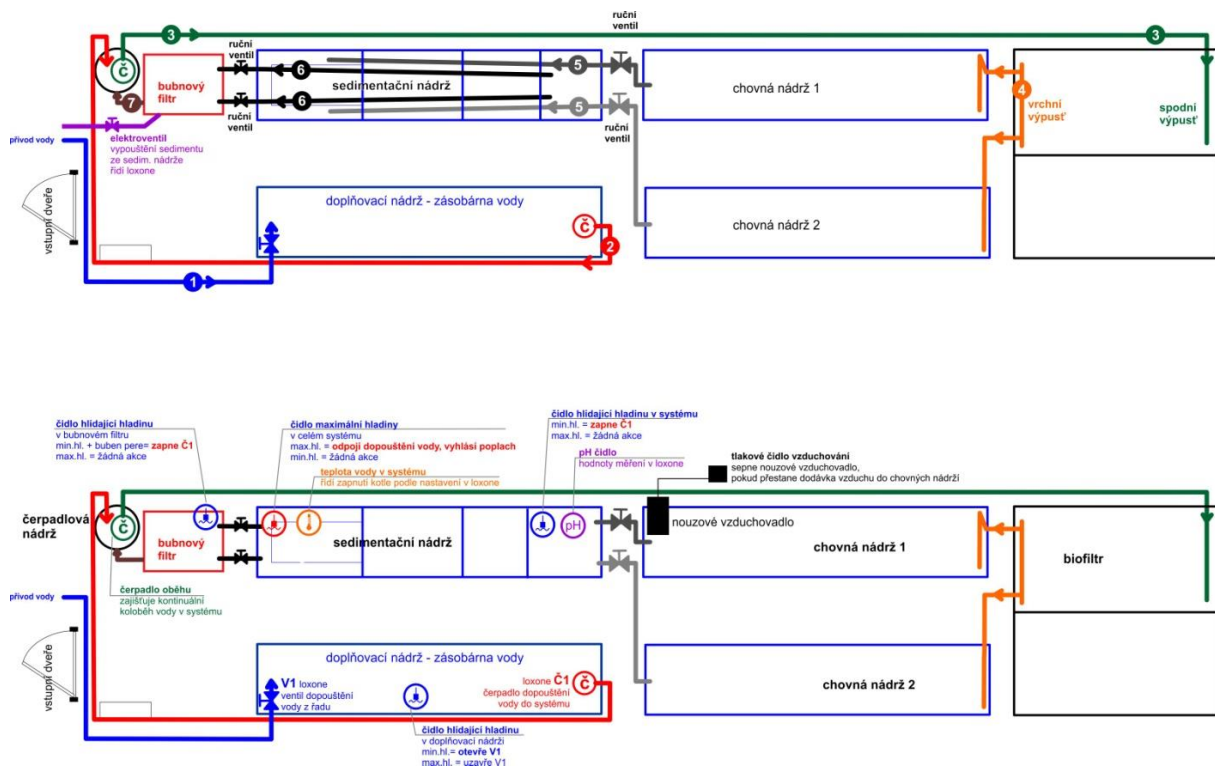 3
ruční
ventil
3
č
7
bubnový
filtr
ruční
ventil
6
6
sedimentační nádrž
5
5
ruční
ventil
ruční
ventil
chovná nádrž 1
4
vrchní
výpusť
spodní
výpusť
přívod vody
elektroventil
vypouštění sedimentu
ze sedim. nádrže
řídí loxone
vstupní dveře
doplňovací nádrž - zásobárna vody
č
2
1
chovná nádrž 2
čidlo hlídající hladinu
v bubnovém filtru
min.hl. + buben pere= zapne Č1
max.hl. = žádná akce
čidlo maximální hladiny
v celém systému
max.hl. = odpojí dopouštění vody, vyhlásí poplach
min.hl. = žádná akce
teplota vody v systému
řídí zapnutí kotle podle nastavení v loxone
čidlo hlídající hladinu v systému
min.hl. = zapne Č1
max.hl. = žádná akce
pH čidlo
hodnoty měření v loxone
tlakové čidlo vzduchování
sepne nouzové vzduchovadlo,
pokud přestane dodávka vzduchu do chovných nádrží
čerpadlová
nádrž
č
bubnový
filtr
sedimentační nádrž
pH
nouzové vzduchovadlo
chovná nádrž 1
biofiltr
čerpadlo oběhu
zajišťuje kontinuální
koloběh vody v systému
přívod vody
vstupní dveře
doplňovací nádrž - zásobárna vody
V1 loxone
ventil dopouštění
vody z řadu
loxone Č1
čerpadlo dopouštění
vody do systému
č
chovná nádrž 2
čidlo hlídající hladinu
v doplňovací nádrži
min.hl.= otevře V1
max.hl. = uzavře V1